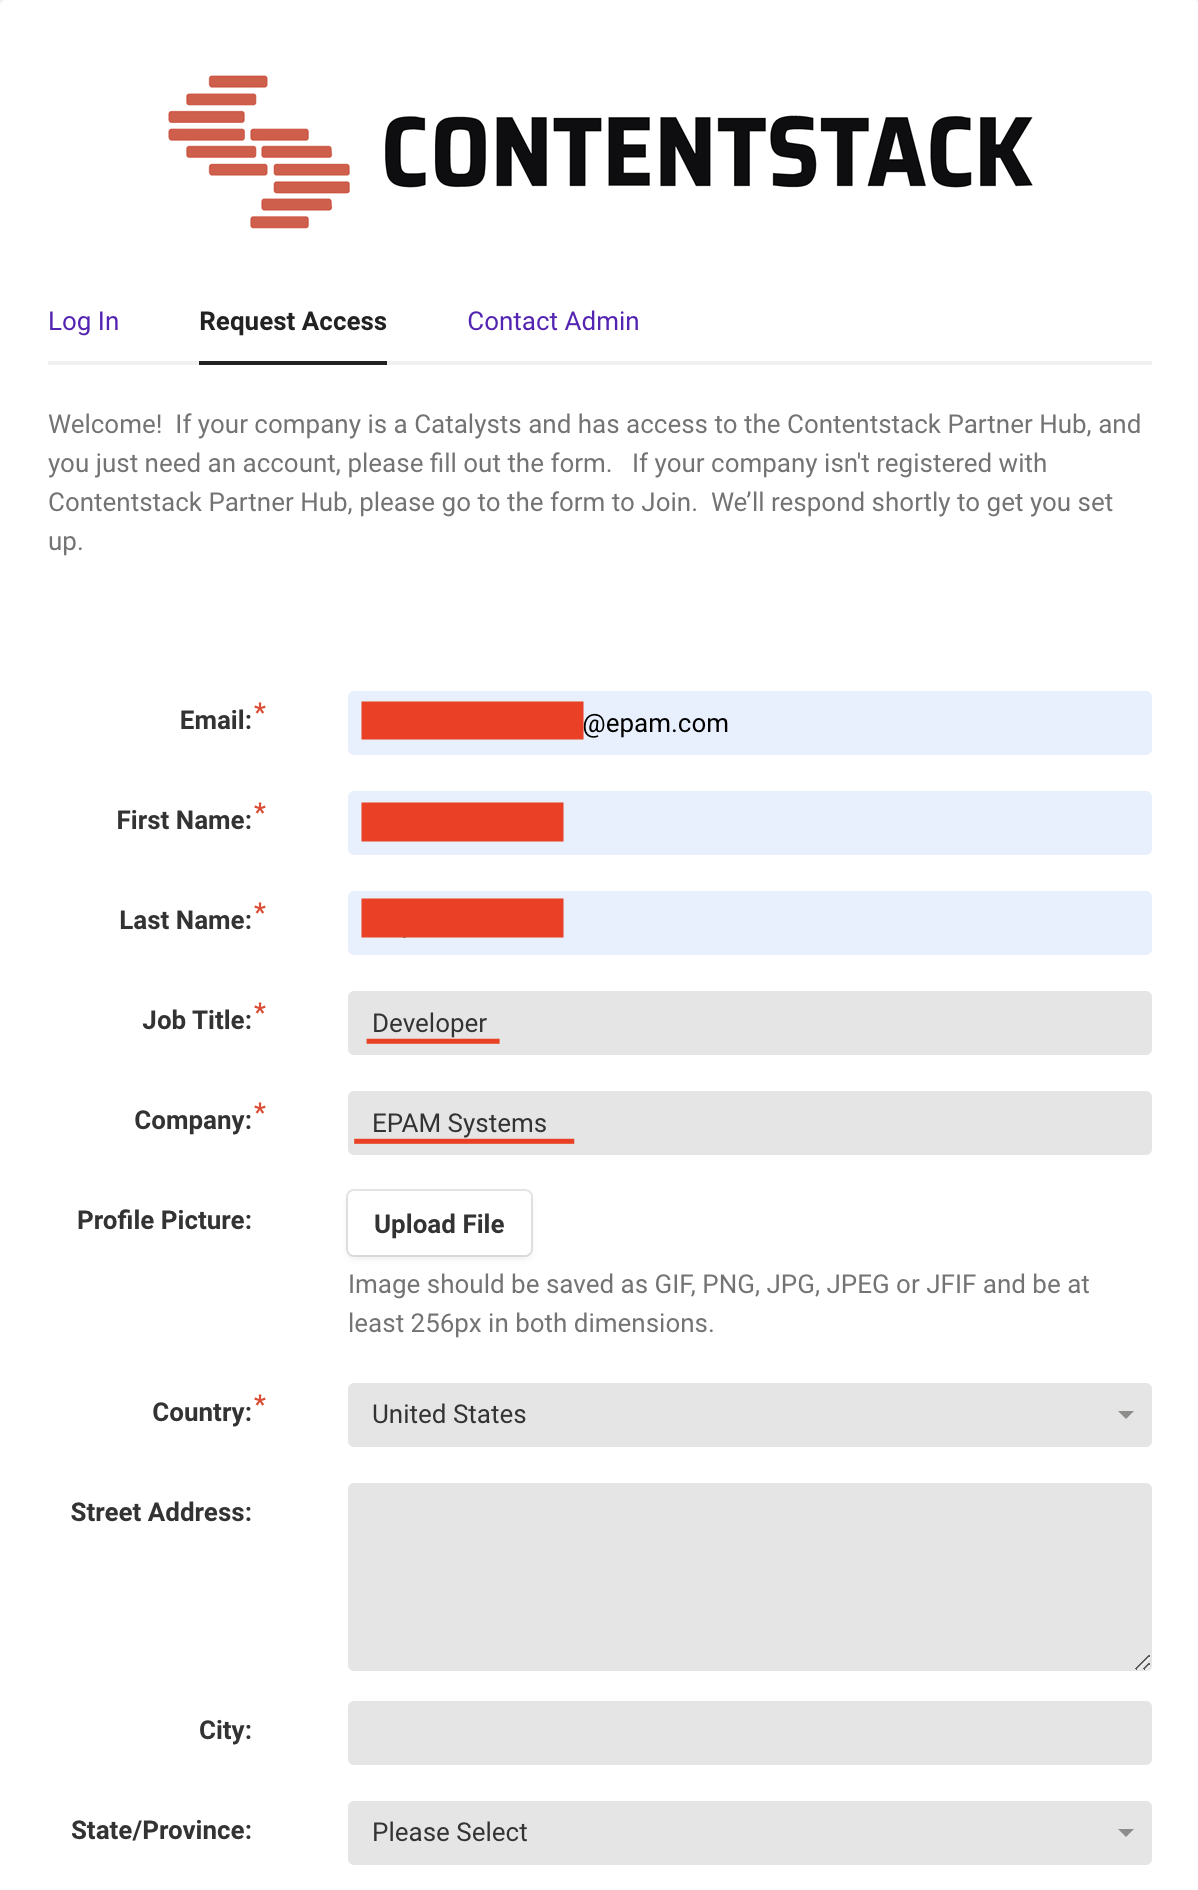 CONTENTSTACK
Log In
Request Access
Contact Admin
Welcome!  If your company is a Catalysts and has access to the Contentstack Partner Hub, and
you just need an account, please fill out the form.   If your company isn't registered with
Contentstack Partner Hub, please go to the form to Join.  We’ll respond shortly to get you set
up.
Email:* @epam.com
First Name:*
Last Name:*
Job Title:* Developer
Company:* EPAM Systems
Profile Picture: Upload File
Image should be saved as GIF, PNG, JPG, JPEG or JFIF and be at
least 256px in both dimensions.
Country:* United States
Street Address:
City:
State/Province: Please Select